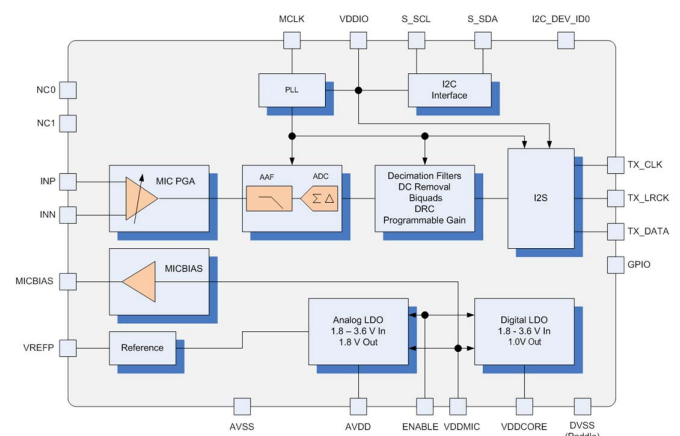 MCLK VDDIO S_SCL S_SDA I2C_DEV_ID0
NC0
NC1
PLL
I2C
Interface
INP
INN
MIC PGA
AAF
ADC
Σ Δ
Decimation Filters
DC Removal
Biquads
DRC
Programmable Gain
I2S
TX_CLK
TX_LRCK
TX_DATA
GPIO
MICBIAS
MICBIAS
VREFP
Reference
Analog LDO
1.8 – 3.6 V In
1.8 V Out
Digital LDO
1.8 - 3.6 V In
1.0V Out
AVSS AVDD ENABLE VDDMIC VDDCORE DVSS
(Paddle)